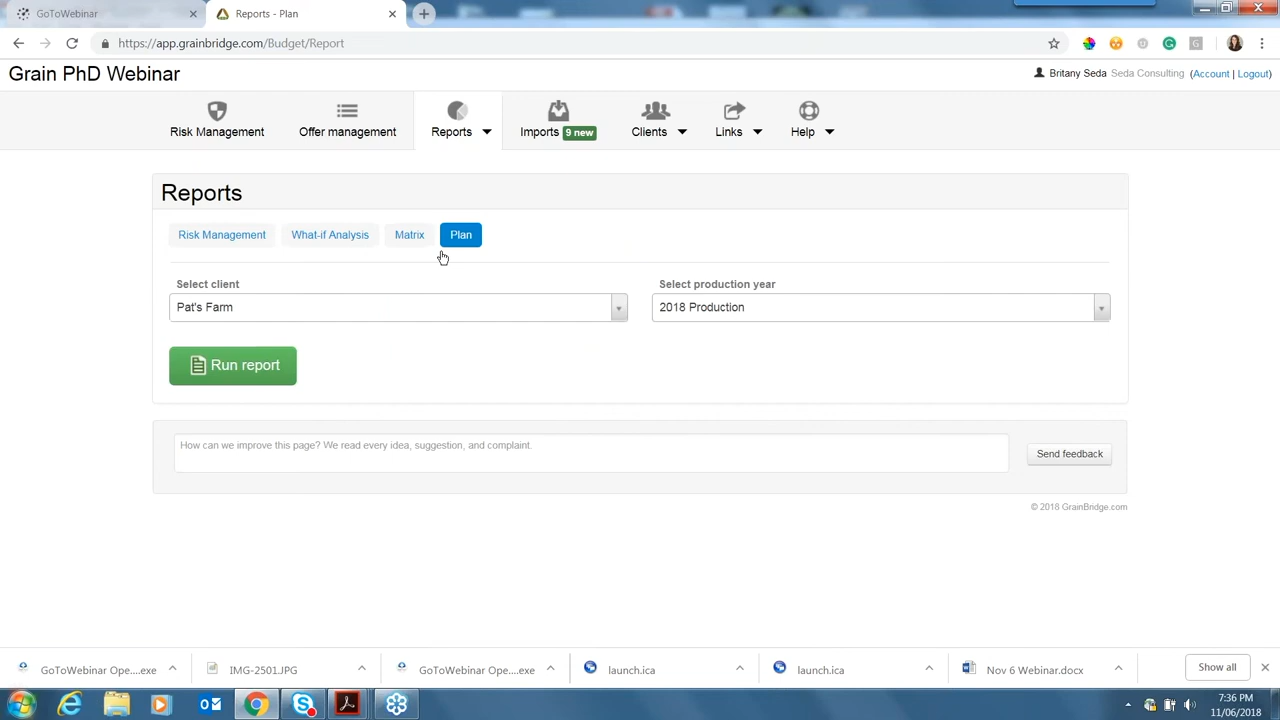 GoToWebinar
Reports - Plan
https://app.grainbridge.com/Budget/Report
Grain PhD Webinar
Britany Seda Seda Consulting (Account | Logout)
Risk Management
Offer management
Reports
Imports 9 new
Clients
Links
Help
Reports
Risk Management
What-if Analysis
Matrix
Plan
Select client
Select production year
Pat's Farm
2018 Production
Run report
How can we improve this page? We read every idea, suggestion, and complaint.
Send feedback
© 2018 GrainBridge.com
GoToWebinar Ope....exe
IMG-2501.JPG
GoToWebinar Ope....exe
launch.ica
launch.ica
Nov 6 Webinar.docx
Show all
7:36 PM
11/06/2018